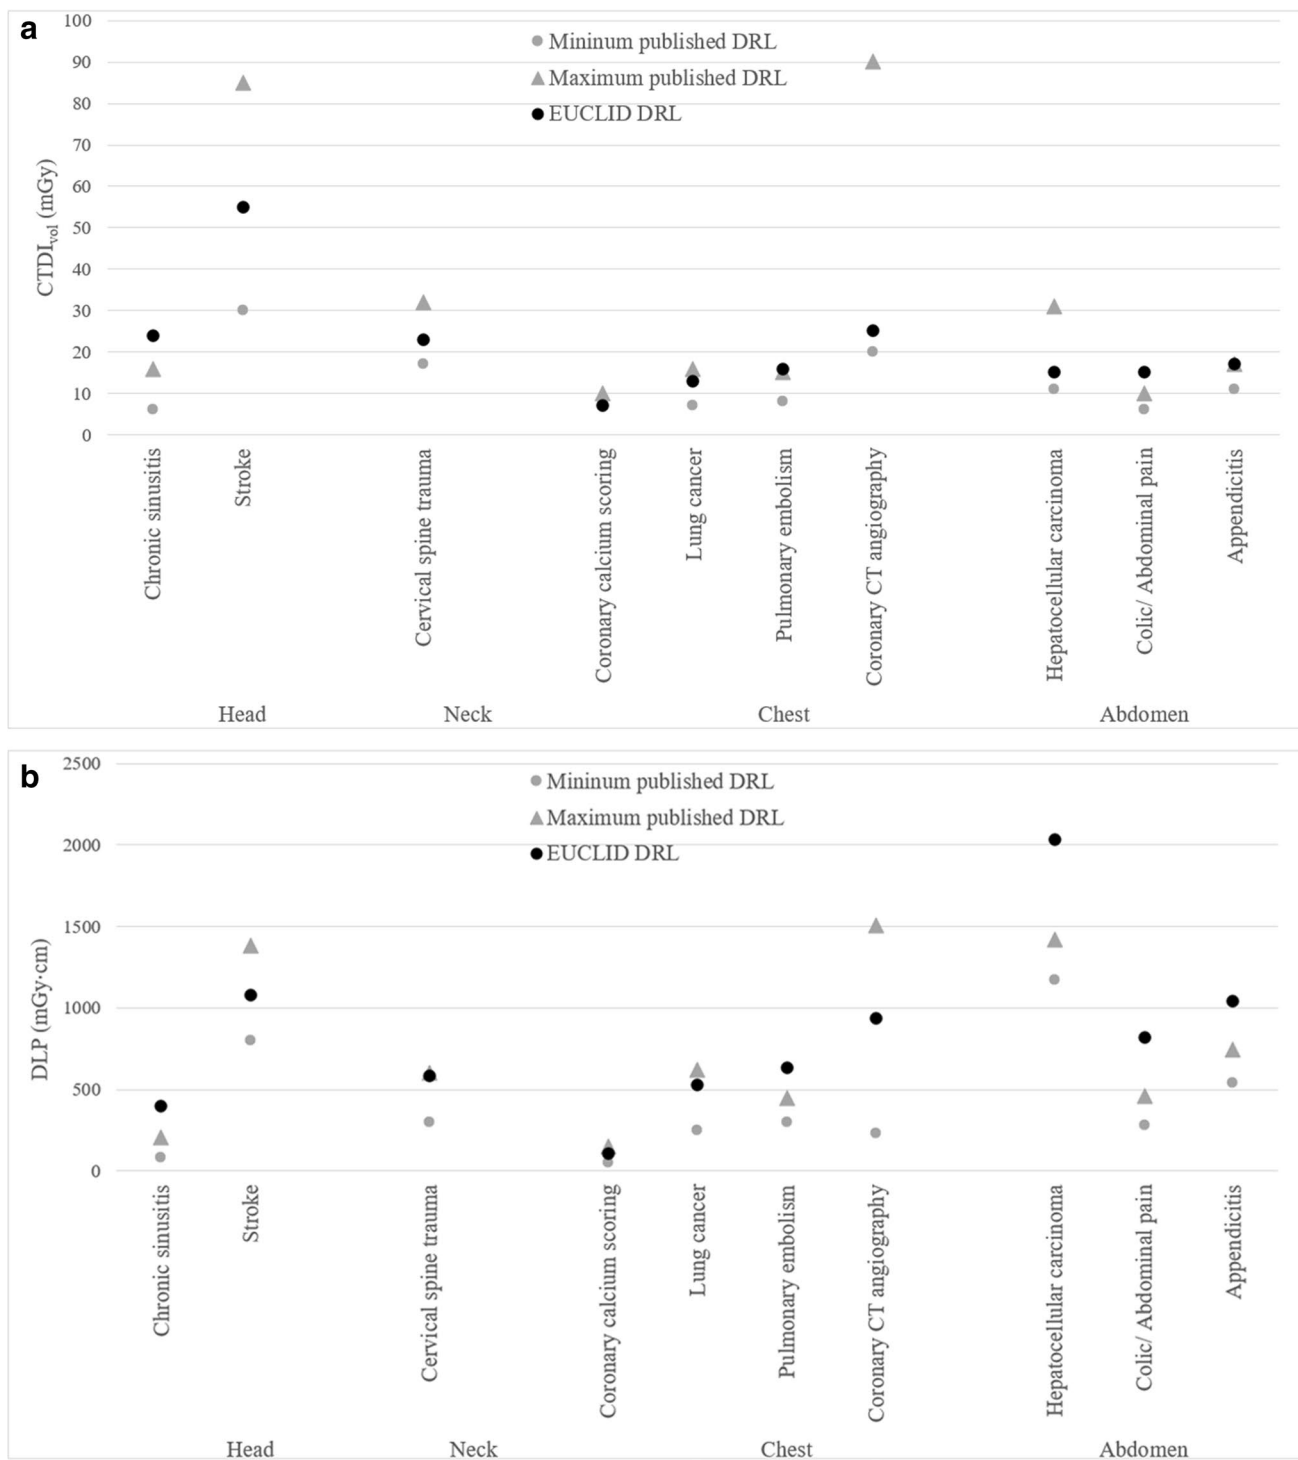 a
100
90
80
70
60
50
40
30
20
10
0
CTDIvol (mGy)
Mininum published DRL
Maximum published DRL
EUCLID DRL
Chronic sinusitis
Stroke
Cervical spine trauma
Coronary calcium scoring
Lung cancer
Pulmonary embolism
Coronary CT angiography
Hepatocellular carcinoma
Colic/ Abdominal pain
Appendicitis
Head Neck Chest Abdomen
b
2500
2000
1500
1000
500
0
DLP (mGy·cm)
Mininum published DRL
Maximum published DRL
EUCLID DRL
Chronic sinusitis
Stroke
Cervical spine trauma
Coronary calcium scoring
Lung cancer
Pulmonary embolism
Coronary CT angiography
Hepatocellular carcinoma
Colic/ Abdominal pain
Appendicitis
Head Neck Chest Abdomen